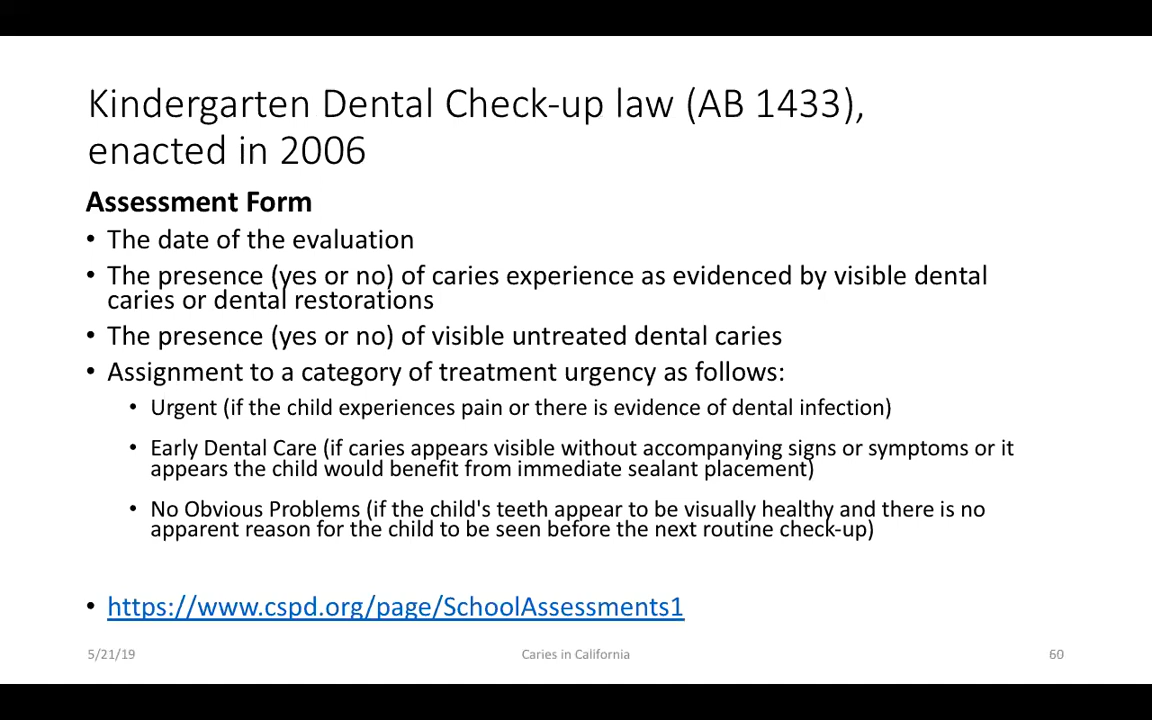 Kindergarten Dental Check-up law (AB 1433),
enacted in 2006
Assessment Form
• The date of the evaluation
• The presence (yes or no) of caries experience as evidenced by visible dental
caries or dental restorations
• The presence (yes or no) of visible untreated dental caries
• Assignment to a category of treatment urgency as follows:
• Urgent (if the child experiences pain or there is evidence of dental infection)
• Early Dental Care (if caries appears visible without accompanying signs or symptoms or it
appears the child would benefit from immediate sealant placement)
• No Obvious Problems (if the child's teeth appear to be visually healthy and there is no
apparent reason for the child to be seen before the next routine check-up)
• https://www.cspd.org/page/SchoolAssessments1
5/21/19
Caries in California
60